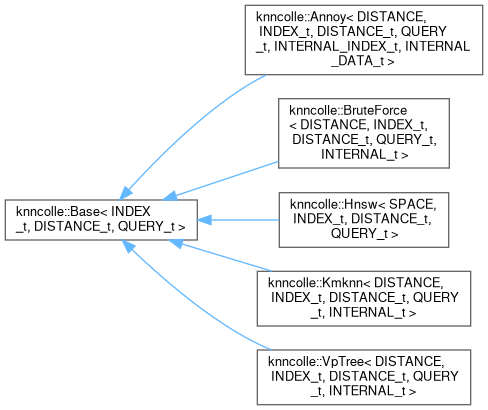 knncolle::Annoy< DISTANCE,
INDEX_t, DISTANCE_t, QUERY
_t, INTERNAL_INDEX_t, INTERNAL
_DATA_t >
knncolle::BruteForce
< DISTANCE, INDEX_t,
DISTANCE_t, QUERY_t,
INTERNAL_t >
knncolle::Base< INDEX
_t, DISTANCE_t, QUERY_t >
knncolle::Hnsw< SPACE,
INDEX_t, DISTANCE_t,
QUERY_t >
knncolle::Kmknn< DISTANCE,
INDEX_t, DISTANCE_t, QUERY
_t, INTERNAL_t >
knncolle::VpTree< DISTANCE,
INDEX_t, DISTANCE_t, QUERY
_t, INTERNAL_t >